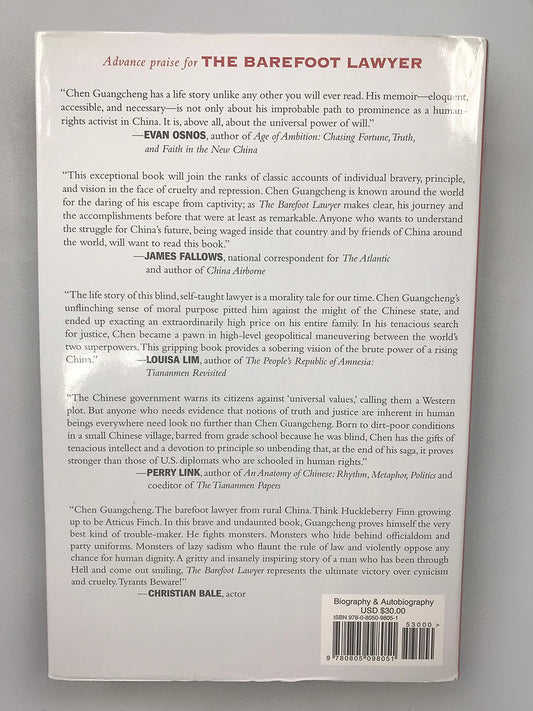 Advance praise for THE BAREFOOT LAWYER
“Chen Guangcheng has a life story unlike any other you will ever read. His memoir—eloquent,
accessible, and necessary—is not only about his improbable path to prominence as a human-
rights activist in China. It is, above all, about the universal power of will.”
—EVAN OSNOS, author of Age of Ambition: Chasing Fortune, Truth,
and Faith in the New China
“This exceptional book will join the ranks of classic accounts of individual bravery, principle,
and vision in the face of cruelty and repression. Chen Guangcheng is known around the world
for the daring of his escape from captivity; as The Barefoot Lawyer makes clear, his journey and
the accomplishments before that were at least as remarkable. Anyone who wants to understand
the struggle for China’s future, being waged inside that country and by friends of China around
the world, will want to read this book.”
—JAMES FALLOWS, national correspondent for The Atlantic
and author of China Airborne
“The life story of this blind, self-taught lawyer is a morality tale for our time. Chen Guangcheng’s
unflinching sense of moral purpose pitted him against the might of the Chinese state, and
ended up exacting an extraordinarily high price on his entire family. In his tenacious search
for justice, Chen became a pawn in high-level geopolitical maneuvering between the world’s
two superpowers. This gripping book provides a sobering vision of the brute power of a rising
China.” —LOUISA LIM, author of The People’s Republic of Amnesia:
Tiananmen Revisited
“The Chinese government warns its citizens against ‘universal values,’ calling them a Western
plot. But anyone who needs evidence that notions of truth and justice are inherent in human
beings everywhere need look no further than Chen Guangcheng. Born to dirt-poor conditions
in a small Chinese village, barred from grade school because he was blind, Chen has the gifts of
tenacious intellect and a devotion to principle so unbending that, at the end of his saga, it proves
stronger than those of U.S. diplomats who are schooled in human rights.”
—PERRY LINK, author of An Anatomy of Chinese: Rhythm, Metaphor, Politics and
coeditor of The Tiananmen Papers
“Chen Guangcheng. The barefoot lawyer from rural China. Think Huckleberry Finn growing
up to be Atticus Finch. In this brave and undaunted book, Guangcheng proves himself the very
best kind of trouble-maker. He fights monsters. Monsters who hide behind officialdom and
party uniforms. Monsters of lazy sadism who flaunt the rule of law and violently oppose any
chance for human dignity. A gritty and insanely inspiring story of a man who has been through
Hell and come out smiling, The Barefoot Lawyer represents the ultimate victory over cynicism
and cruelty. Tyrants Beware!”
—CHRISTIAN BALE, actor
Biography & Autobiography
USD $30.00
ISBN 978-0-8050-9805-1
53000>
9 780805 098051